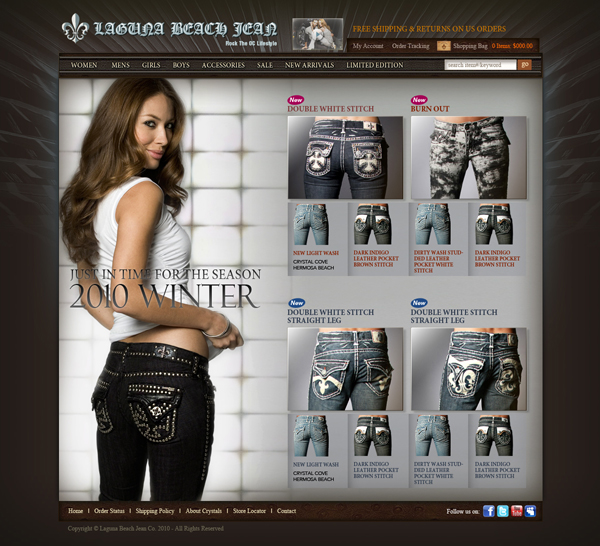 LAGUNA BEACH JEAN
Rock The OC Lifestyle
FREE SHIPPING & RETURNS ON US ORDERS
My Account Order Tracking Shopping Bag 0 Items $000.00
WOMEN MENS GIRLS BOYS ACCESSORIES SALE NEW ARRIVALS LIMITED EDITION
search item#/keyword go
New
DOUBLE WHITE STITCH
New
BURN OUT
NEW LIGHT WASH
CRYSTAL COVE
HERMOSA BEACH
DARK INDIGO
LEATHER POCKET
BROWN STITCH
DIRTY WASH STUD-
DED LEATHER
POCKET WHITE
STITCH
DARK INDIGO
LEATHER POCKET
BROWN STITCH
JUST IN TIME FOR THE SEASON
2010 WINTER
New
DOUBLE WHITE STITCH
STRAIGHT LEG
New
DOUBLE WHITE STITCH
STRAIGHT LEG
NEW LIGHT WASH
CRYSTAL COVE
HERMOSA BEACH
DARK INDIGO
LEATHER POCKET
BROWN STITCH
DIRTY WASH STUD-
DED LEATHER
POCKET WHITE
STITCH
DARK INDIGO
LEATHER POCKET
BROWN STITCH
Home | Order Status | Shipping Policy | About Crystals | Store Locator | Contact
Follow us on:
Copyright © Laguna Beach Jean Co. 2010 - All Rights Reserved